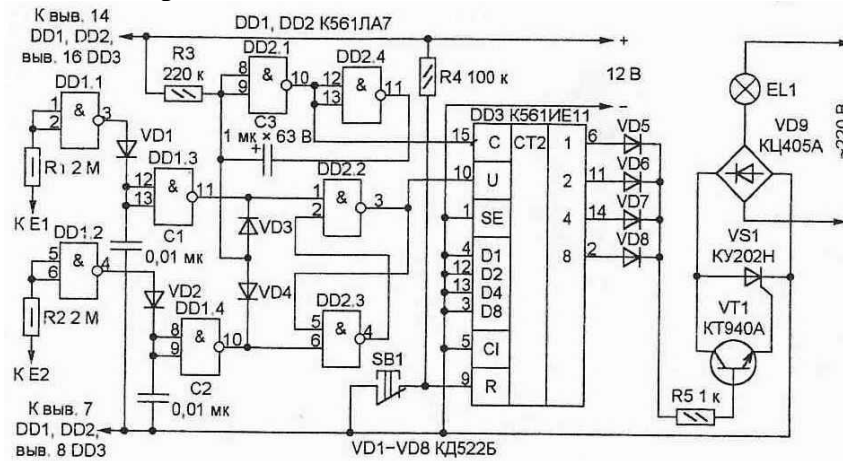 К выв. 14
DD1, DD2,
выв. 16 DD3
DD1, DD2 К561ЛА7
R3
220 к
DD2.1
8
9
&
10
DD2.4
12
13
&
11
R4 100 к
+
12 В
−
DD1.1
1
2
&
3
R1 2 М
К E1
VD1
DD1.3
12
13
&
11
C1
0,01 мк
C3
1 мк × 63 В
+
DD2.2
1
2
&
3
VD3
VD4
DD1.2
5
6
&
4
R2 2 М
К E2
VD2
DD1.4
8
9
&
10
C2
0,01 мк
DD2.3
5
6
&
4
SB1
DD3 К561ИЕ11
15
C
CT2
1
6
10
U
2
11
1
SE
4
14
4
D1
8
2
12
D2
13
D4
3
D8
5
CI
9
R
VD5
VD6
VD7
VD8
EL1
VD9
КЦ405А
~220 В
VS1
КУ202Н
VT1
КТ940А
R5 1 к
К выв. 7
DD1, DD2,
выв. 8 DD3
VD1–VD8 КД522Б